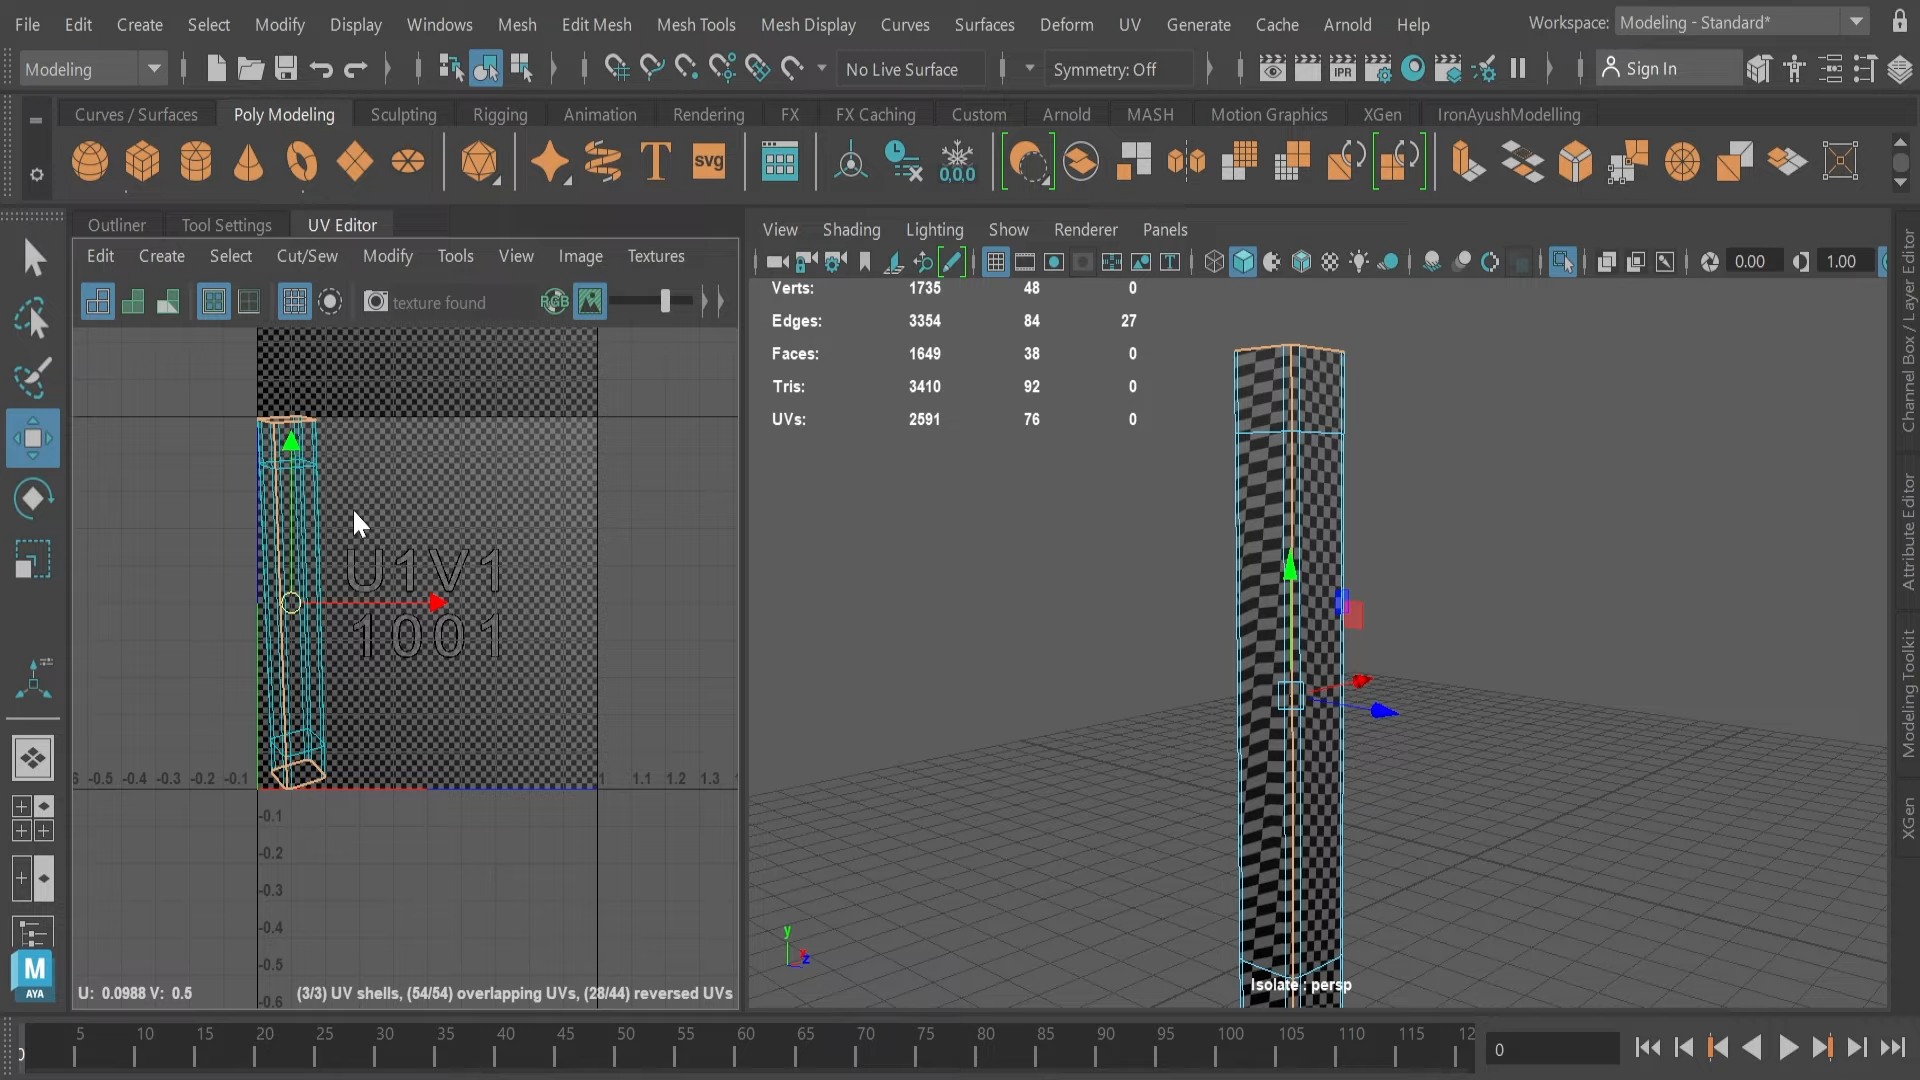 File Edit Create Select Modify Display Windows Mesh Edit Mesh Mesh Tools Mesh Display Curves Surfaces Deform UV Generate Cache Arnold Help
Workspace: Modeling - Standard*
Modeling
No Live Surface
Symmetry: Off
IPR
Sign In
Curves / Surfaces Poly Modeling Sculpting Rigging Animation Rendering FX FX Caching Custom Arnold MASH Motion Graphics XGen IronAyushModelling
T
svg
0,0,0
Outliner Tool Settings UV Editor
Edit Create Select Cut/Sew Modify Tools View Image Textures
texture found
RGB
U1V1
1001
-0.5 -0.4 -0.3 -0.2 -0.1
1 1.1 1.2 1.3
-0.1
-0.2
-0.3
-0.4
-0.5
-0.6
U: 0.0988 V: 0.5
(3/3) UV shells, (54/54) overlapping UVs, (28/44) reversed UVs
View Shading Lighting Show Renderer Panels
0.00
1.00
Verts: 1735 48 0
Edges: 3354 84 27
Faces: 1649 38 0
Tris: 3410 92 0
UVs: 2591 76 0
y
z
Isolate : persp
Channel Box / Layer Editor
Attribute Editor
Modeling Toolkit
XGen
M
AYA
5 10 15 20 25 30 35 40 45 50 55 60 65 70 75 80 85 90 95 100 105 110 115 12
0